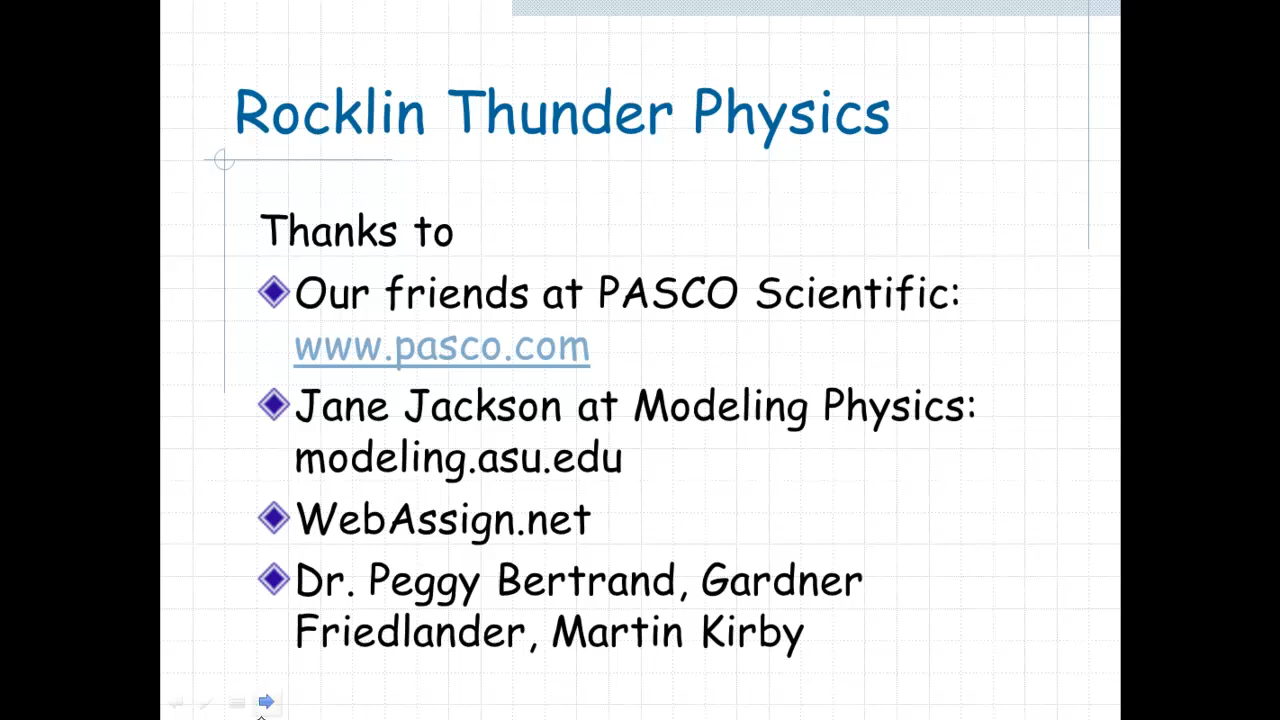 Rocklin Thunder Physics
Thanks to
Our friends at PASCO Scientific:
www.pasco.com
Jane Jackson at Modeling Physics:
modeling.asu.edu
WebAssign.net
Dr. Peggy Bertrand, Gardner
Friedlander, Martin Kirby